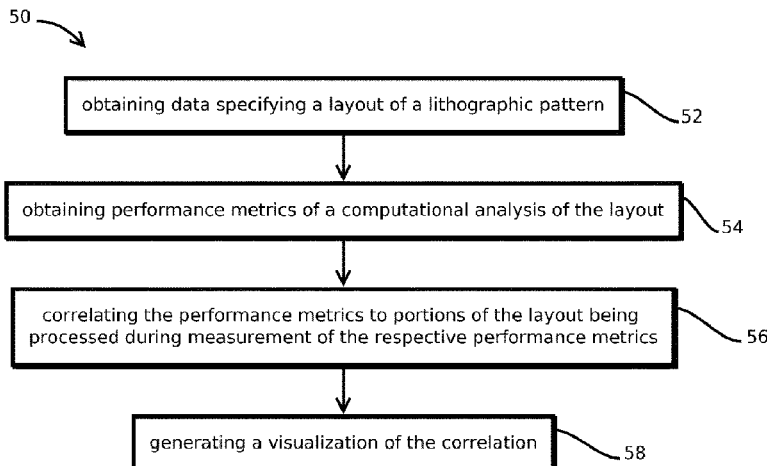 50
obtaining data specifying a layout of a lithographic pattern
52
obtaining performance metrics of a computational analysis of the layout
54
correlating the performance metrics to portions of the layout being
processed during measurement of the respective performance metrics
56
generating a visualization of the correlation
58